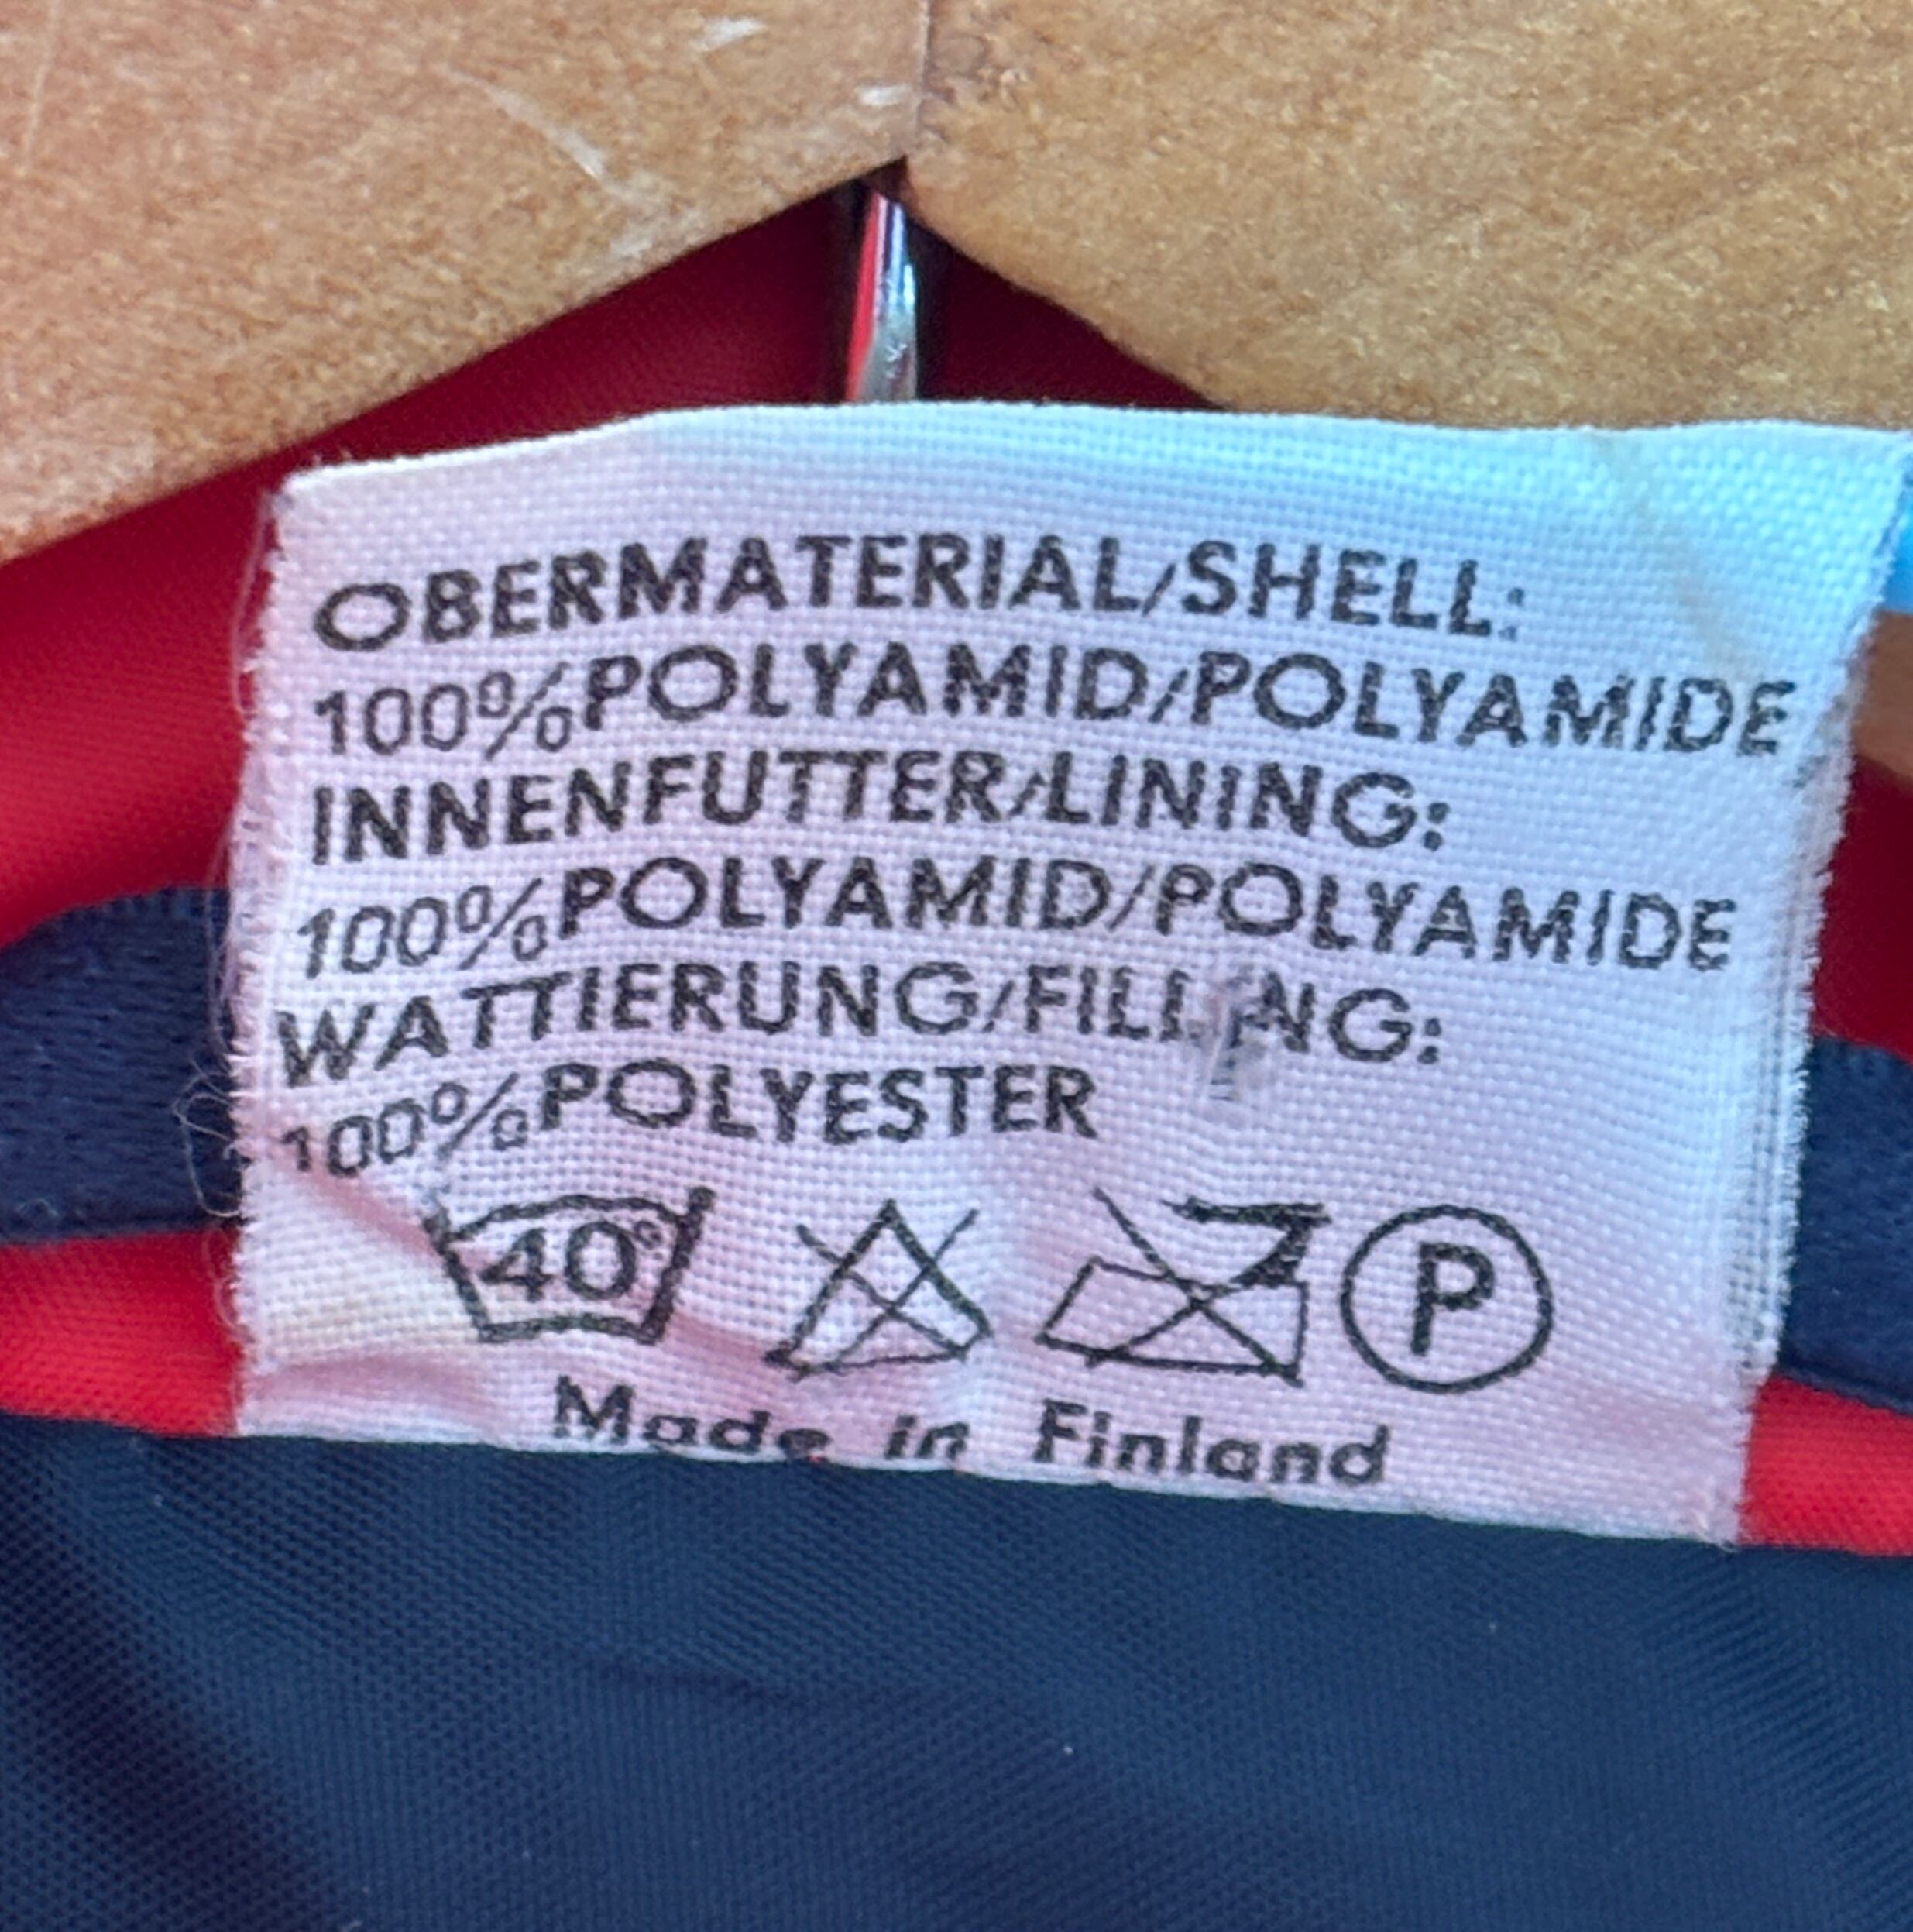 OBERMATERIAL/SHELL:
100%POLYAMID/POLYAMIDE
INNENFUTTER/LINING:
100%POLYAMID/POLYAMIDE
WATTIERUNG/FILLING:
100%POLYESTER
40° P
Made in Finland